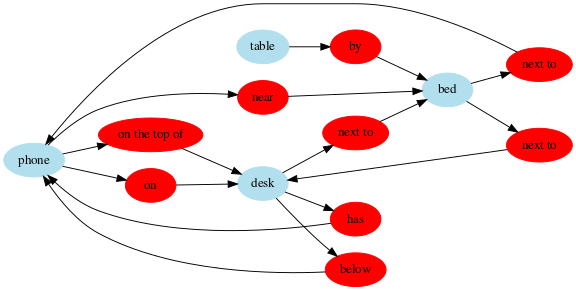 table
by
next to
bed
near
on the top of
next to
next to
phone
on
desk
has
below